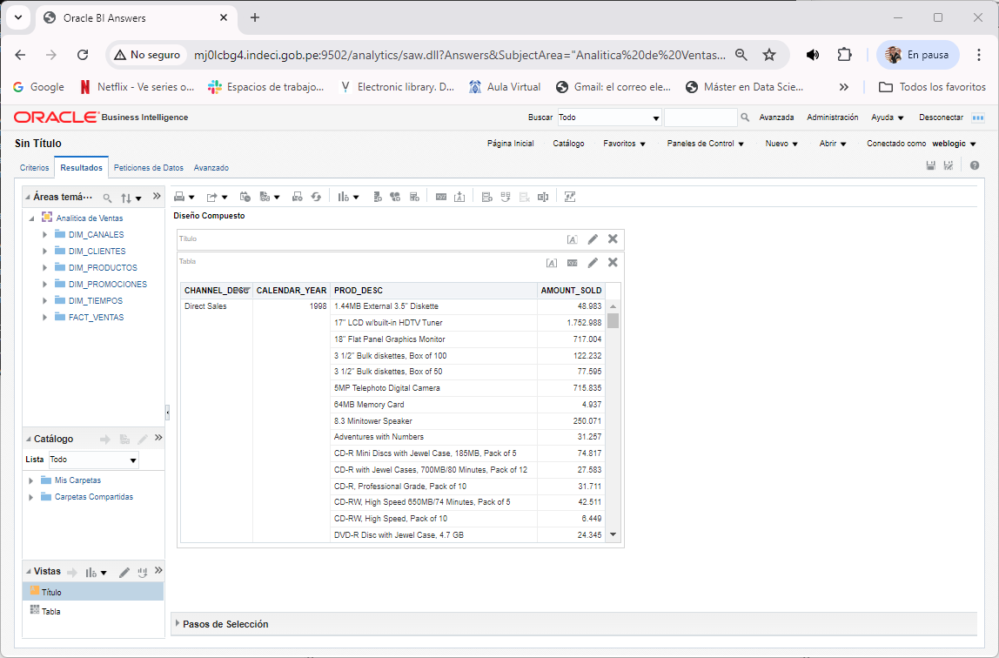 Oracle BI Answers
No seguro
mj0lcbg4.indeci.gob.pe:9502/analytics/saw.dll?Answers&SubjectArea="Analitica%20de%20Ventas...
En pausa
Google
Netflix - Ve series o...
Espacios de trabajo...
Electronic library. D...
Aula Virtual
Gmail: el correo ele...
Máster en Data Scie...
Todos los favoritos
ORACLE Business Intelligence
Buscar Todo Avanzada Administración Ayuda Desconectar
Sin Título
Página Inicial Catálogo Favoritos Paneles de Control Nuevo Abrir Conectado como weblogic
Criterios Resultados Peticiones de Datos Avanzado
Áreas temá...
Analitica de Ventas
DIM_CANALES
DIM_CLIENTES
DIM_PRODUCTOS
DIM_PROMOCIONES
DIM_TIEMPOS
FACT_VENTAS
Catálogo
Lista Todo
Mis Carpetas
Carpetas Compartidas
Vistas
Título
Tabla
Diseño Compuesto
Título
Tabla
CHANNEL_DESC CALENDAR_YEAR PROD_DESC AMOUNT_SOLD
Direct Sales 1998 1.44MB External 3.5" Diskette 48.983
17" LCD w/built-in HDTV Tuner 1.752.988
18" Flat Panel Graphics Monitor 717.004
3 1/2" Bulk diskettes, Box of 100 122.232
3 1/2" Bulk diskettes, Box of 50 77.595
5MP Telephoto Digital Camera 715.835
64MB Memory Card 4.937
8.3 Minitower Speaker 250.071
Adventures with Numbers 31.257
CD-R Mini Discs with Jewel Case, 185MB, Pack of 5 74.817
CD-R with Jewel Cases, 700MB/80 Minutes, Pack of 12 27.583
CD-R, Professional Grade, Pack of 10 31.711
CD-RW, High Speed 650MB/74 Minutes, Pack of 5 42.511
CD-RW, High Speed, Pack of 10 6.449
DVD-R Disc with Jewel Case, 4.7 GB 24.345
Pasos de Selección